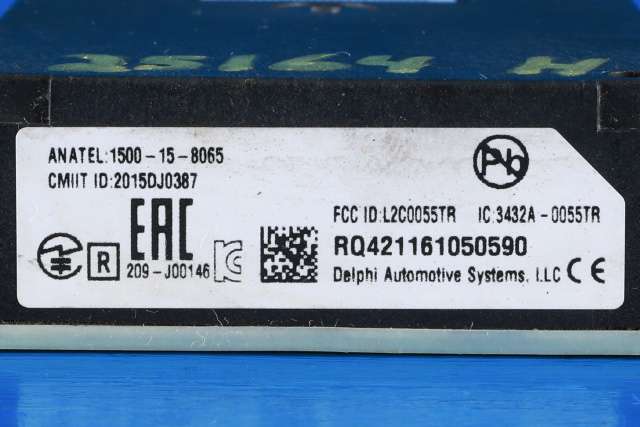 ANATEL:1500-15-8065
CMIIT ID:2015DJ0387
Pb
FCC ID:L2C0055TR IC:3432A-0055TR
EAC
R
209-J00146
RQ421161050590
Delphi Automotive Systems, LLC CE